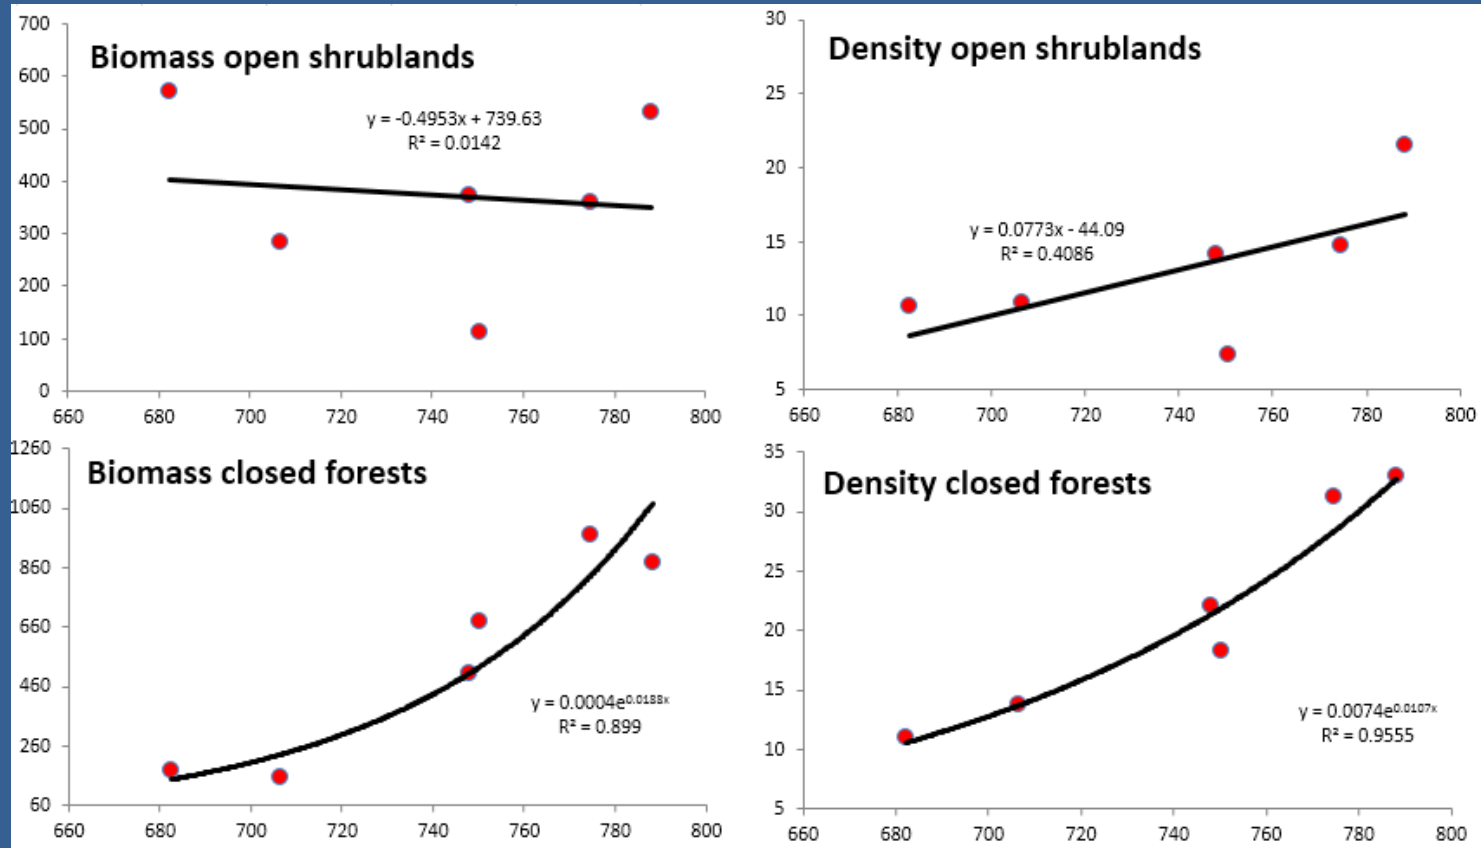 Biomass open shrublands
700
600
500
400
300
200
100
0
y = -0.4953x + 739.63
R² = 0.0142
660 680 700 720 740 760 780 800
Density open shrublands
30
25
20
15
10
5
y = 0.0773x - 44.09
R² = 0.4086
660 680 700 720 740 760 780 800
Biomass closed forests
1260
1060
860
660
460
260
60
y = 0.0004e^0.0188x
R² = 0.899
660 680 700 720 740 760 780 800
Density closed forests
35
30
25
20
15
10
5
y = 0.0074e^0.0107x
R² = 0.9555
660 680 700 720 740 760 780 800